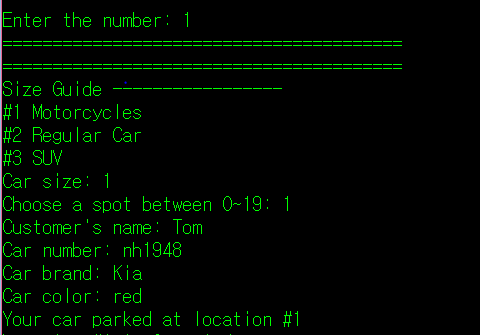 Enter the number: 1
========================================
========================================
Size Guide -----------------
#1 Motorcycles
#2 Regular Car
#3 SUV
Car size: 1
Choose a spot between 0~19: 1
Customer's name: Tom
Car number: nh1948
Car brand: Kia
Car color: red
Your car parked at location #1